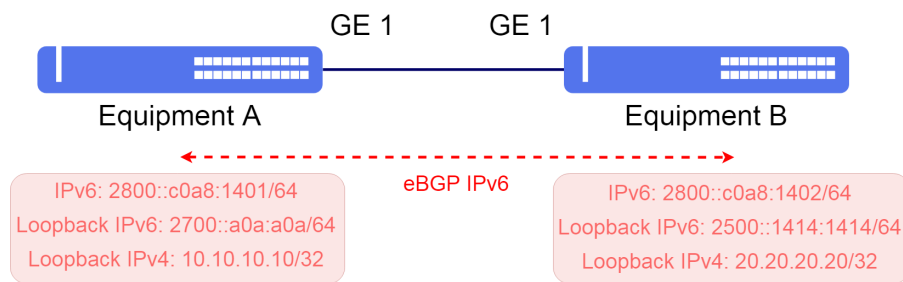 GE 1
GE 1
Equipment A
Equipment B
eBGP IPv6
IPv6: 2800::c0a8:1401/64
Loopback IPv6: 2700::a0a:a0a/64
Loopback IPv4: 10.10.10.10/32
IPv6: 2800::c0a8:1402/64
Loopback IPv6: 2500::1414:1414/64
Loopback IPv4: 20.20.20.20/32